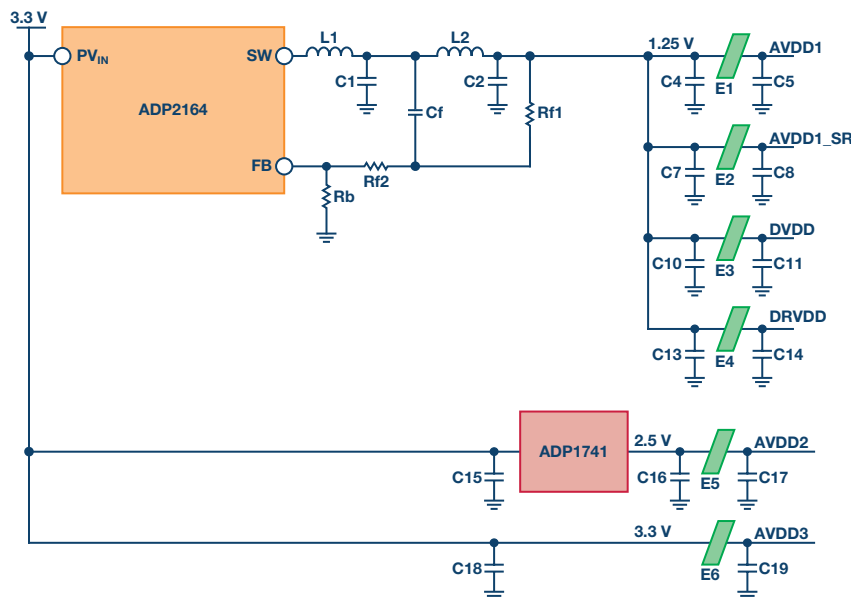 3.3 V
PVIN
SW
L1
L2
1.25 V
AVDD1
C1
C2
C4
E1
C5
ADP2164
Cf
Rf1
AVDD1_SR
FB
Rf2
Rb
C7
E2
C8
DVDD
C10
E3
C11
DRVDD
C13
E4
C14
ADP1741
2.5 V
AVDD2
C15
C16
E5
C17
3.3 V
AVDD3
C18
E6
C19